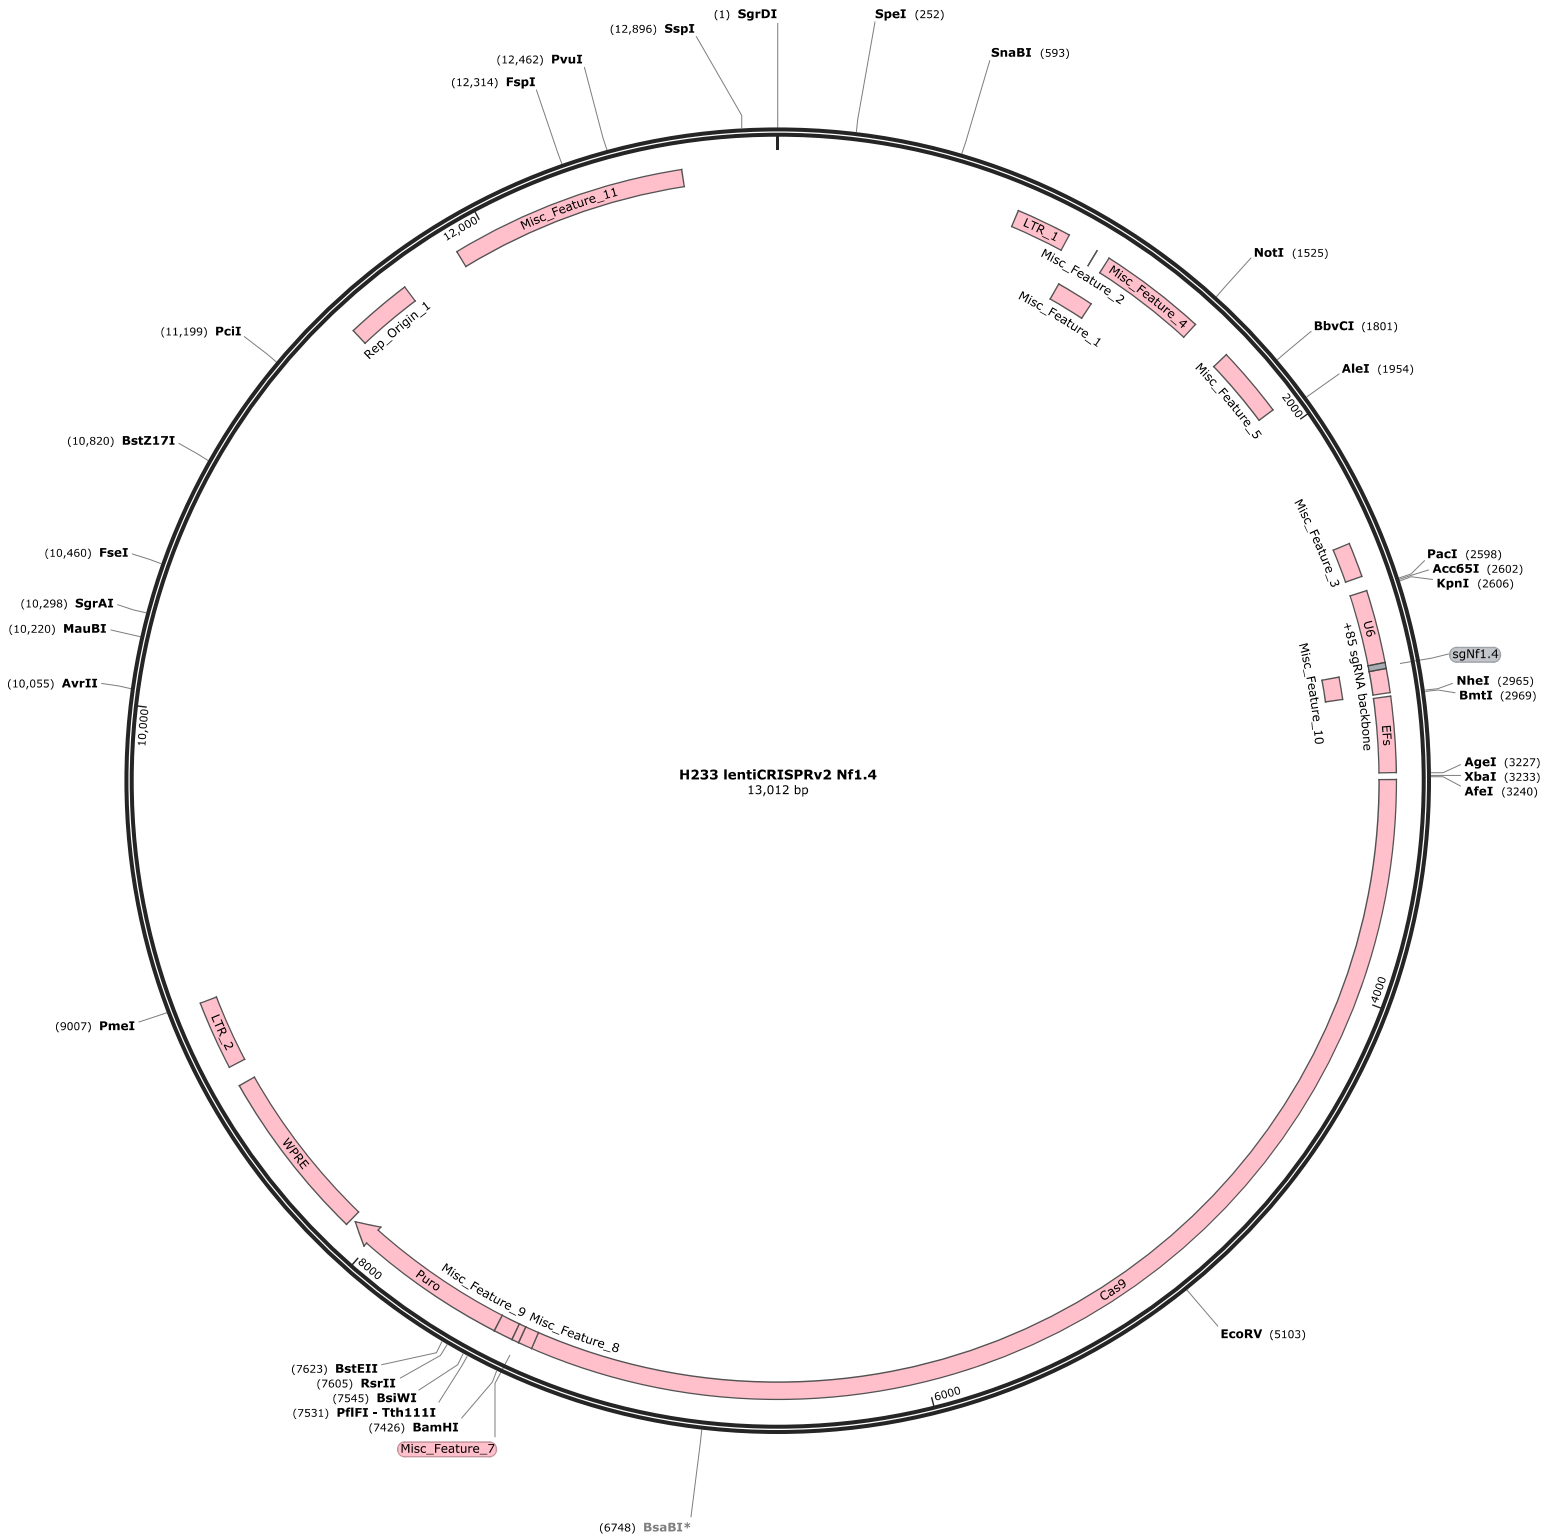 (1) SgrDI
SpeI (252)
(12,896) SspI
SnaBI (593)
(12,462) PvuI
(12,314) FspI
Misc_Feature_11
12,000
LTR_1
NotI (1525)
Misc_Feature_2
Misc_Feature_4
Misc_Feature_1
Rep_Origin_1
(11,199) PciI
BbvCI (1801)
AleI (1954)
2000
Misc_Feature_5
(10,820) BstZ17I
Misc_Feature_3
(10,460) FseI
PacI (2598)
Acc65I (2602)
KpnI (2606)
(10,298) SgrAI
(10,220) MauBI
U6
+85 sgRNA backbone
sgNf1.4
Misc_Feature_10
(10,055) AvrII
NheI (2965)
BmtI (2969)
10,000
EFs
AgeI (3227)
XbaI (3233)
AfeI (3240)
H233 lentiCRISPRv2 Nf1.4
13,012 bp
4000
(9007) PmeI
LTR_2
WPRE
8000
Puro
Misc_Feature_9
Misc_Feature_8
Cas9
EcoRV (5103)
(7623) BstEII
(7605) RsrII
(7545) BsiWI
(7531) PflFI - Tth111I
(7426) BamHI
6000
Misc_Feature_7
(6748) BsaBI*